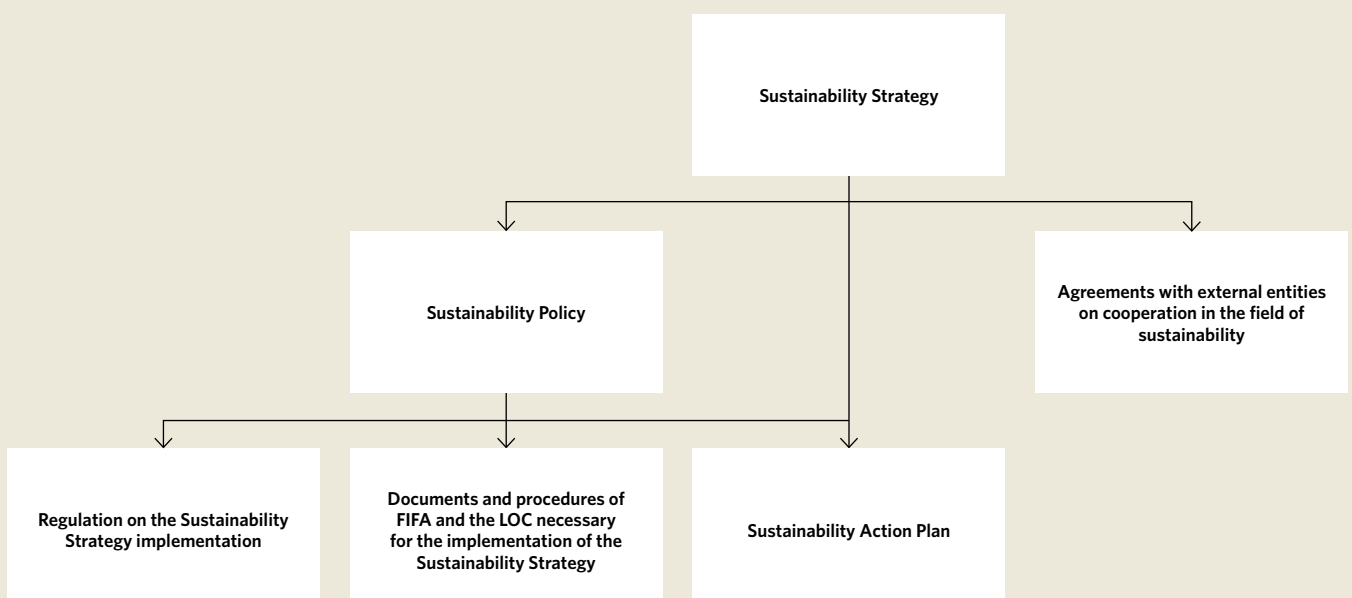 Sustainability Strategy
Sustainability Policy
Agreements with external entities
on cooperation in the field of
sustainability
Regulation on the Sustainability
Strategy implementation
Documents and procedures of
FIFA and the LOC necessary
for the implementation of the
Sustainability Strategy
Sustainability Action Plan